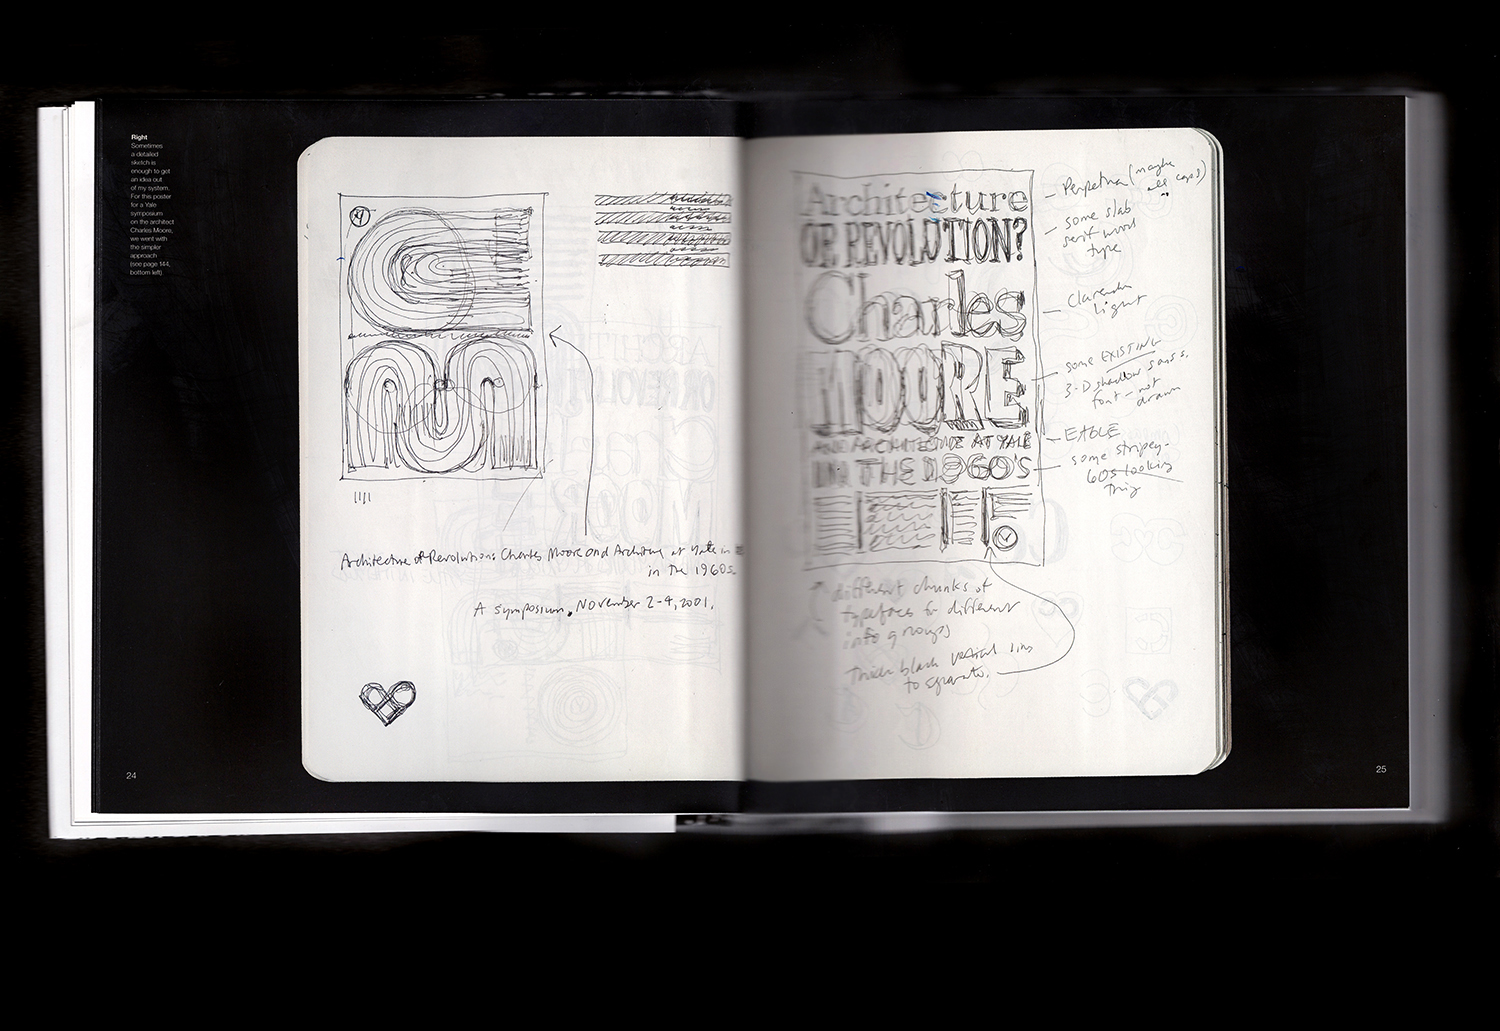 Right
Sometimes
a detailed
sketch is
enough to get
an idea out
of my system.
For this poster
for a Yale
symposium
on the architect
Charles Moore,
we went with
the simpler
approach
(see page 144,
bottom left).
24
Architecture or Revolution: Charles Moore and Architecture at Yale in
in the 1960s
A symposium, November 2-4, 2001.
Architecture
OR REVOLUTION?
Charles
MOORE
AND ARCHITECTURE AT YALE
IN THE 1960'S
Perpetua (maybe
all caps)
some slab
serif wood
type
Clarendon
Light
some EXISTING
3-D shadow sans s.
font - not
drawn
EAGLE
some stripey-
60s looking
thing
different chunks of
typefaces for different
info groups
thick black vertical lines
to separate.
25